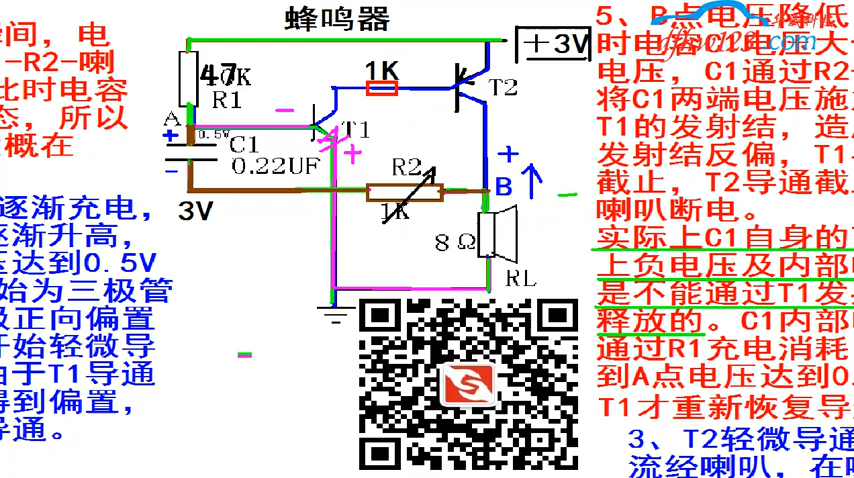 蜂鸣器
+3V
47
0K
R1
1K
T2
A
+
0.5V
C1
0.22UF
-
3V
T1
+
-
R2
1K
+
B
8Ω
RL
间，电
-R2-喇
此时电容
态，所以
概在
逐渐充电，
逐渐升高，
压达到0.5V
始为三极管
极正向偏置
开始轻微导
由于T1导通
得到偏置，
导通。
5、B点电压降低
时电容
电压大
电压，C1通过R2-
将C1两端电压施
T1的发射结，造
发射结反偏，T1
截止，T2导通截
喇叭断电。
实际上C1自身的
上负电压及内部
是不能通过T1发
释放的。C1内部
通过R1充电消耗
到A点电压达到0.
T1才重新恢复导
3、T2轻微导通
流经喇叭，在